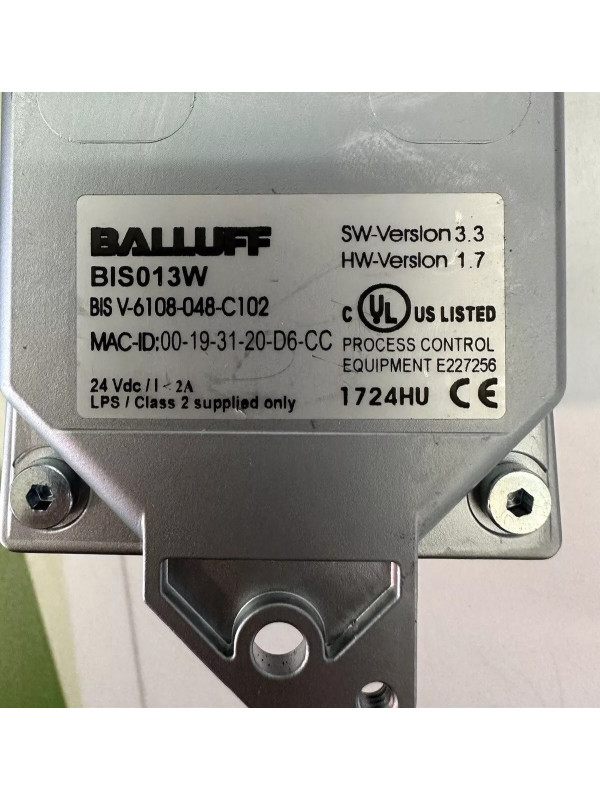 BALLUFF
BIS013W
BIS V-6108-048-C102
MAC-ID:00-19-31-20-D6-CC
24 Vdc / I < 2A
LPS / Class 2 supplied only
SW-Version 3.3
HW-Version 1.7
C UL US LISTED
PROCESS CONTROL
EQUIPMENT E227256
1724HU CE